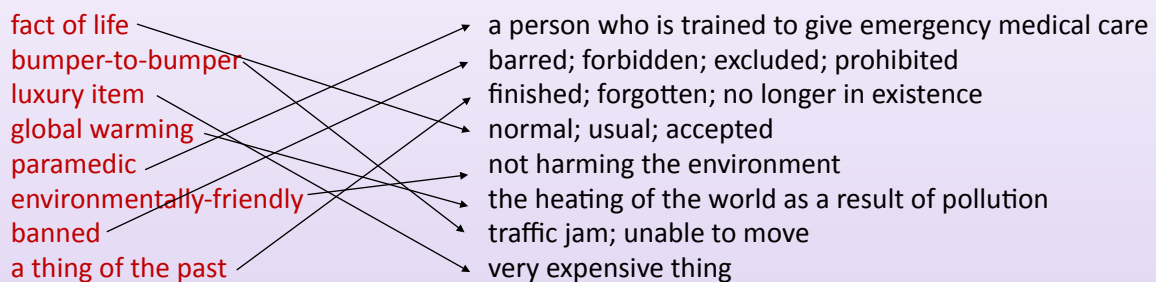 fact of life
bumper-to-bumper
luxury item
global warming
paramedic
environmentally-friendly
banned
a thing of the past
a person who is trained to give emergency medical care
barred; forbidden; excluded; prohibited
finished; forgotten; no longer in existence
normal; usual; accepted
not harming the environment
the heating of the world as a result of pollution
traffic jam; unable to move
very expensive thing